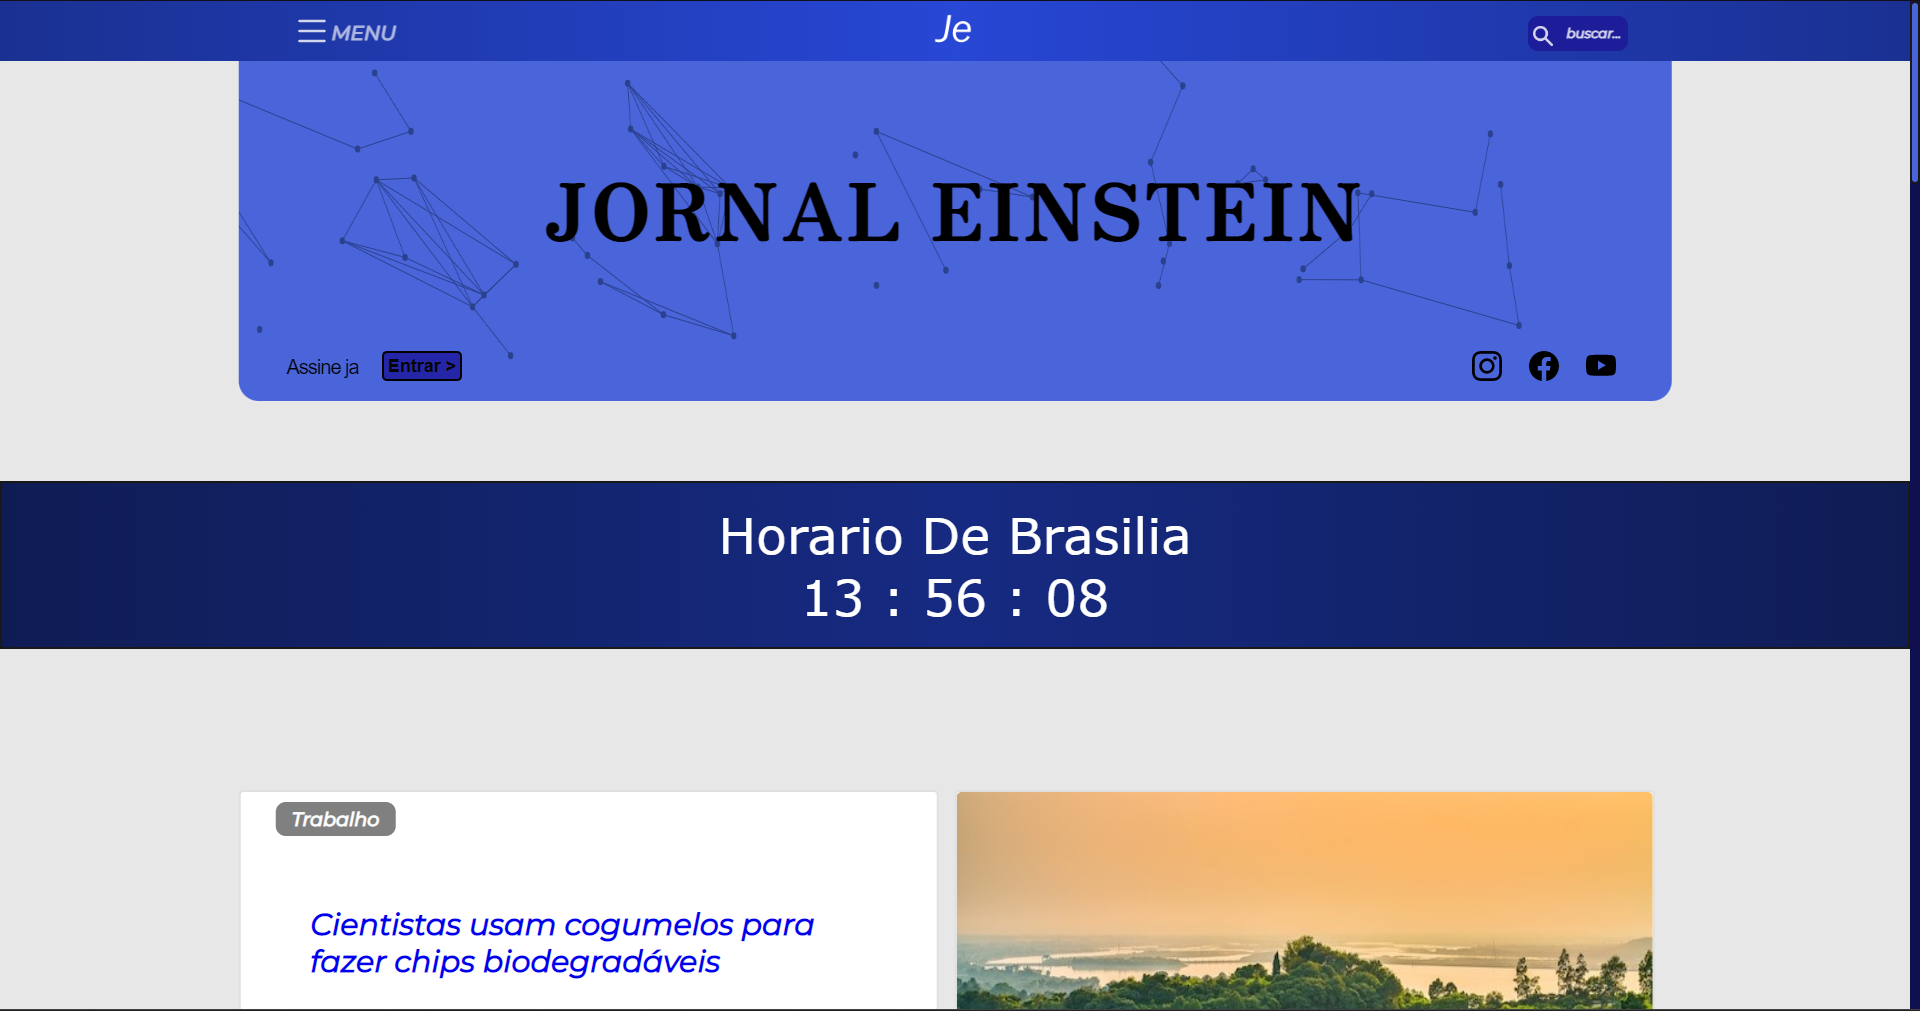 MENU
Je
buscar...
JORNAL EINSTEIN
Assine ja
Entrar >
Horario De Brasilia
13 : 56 : 08
Trabalho
Cientistas usam cogumelos para
fazer chips biodegradáveis